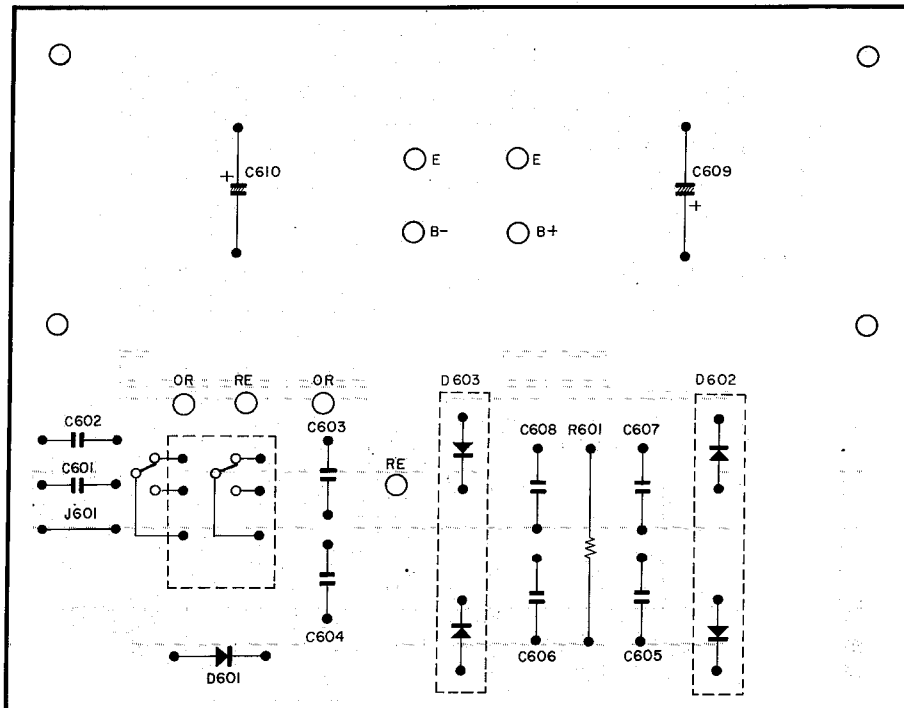 + C610
E
E
C609
+
B-
B+
OR
RE
OR
D603
D602
C602
C603
C608
R601
C607
C601
RE
J601
C604
C606
C605
D601